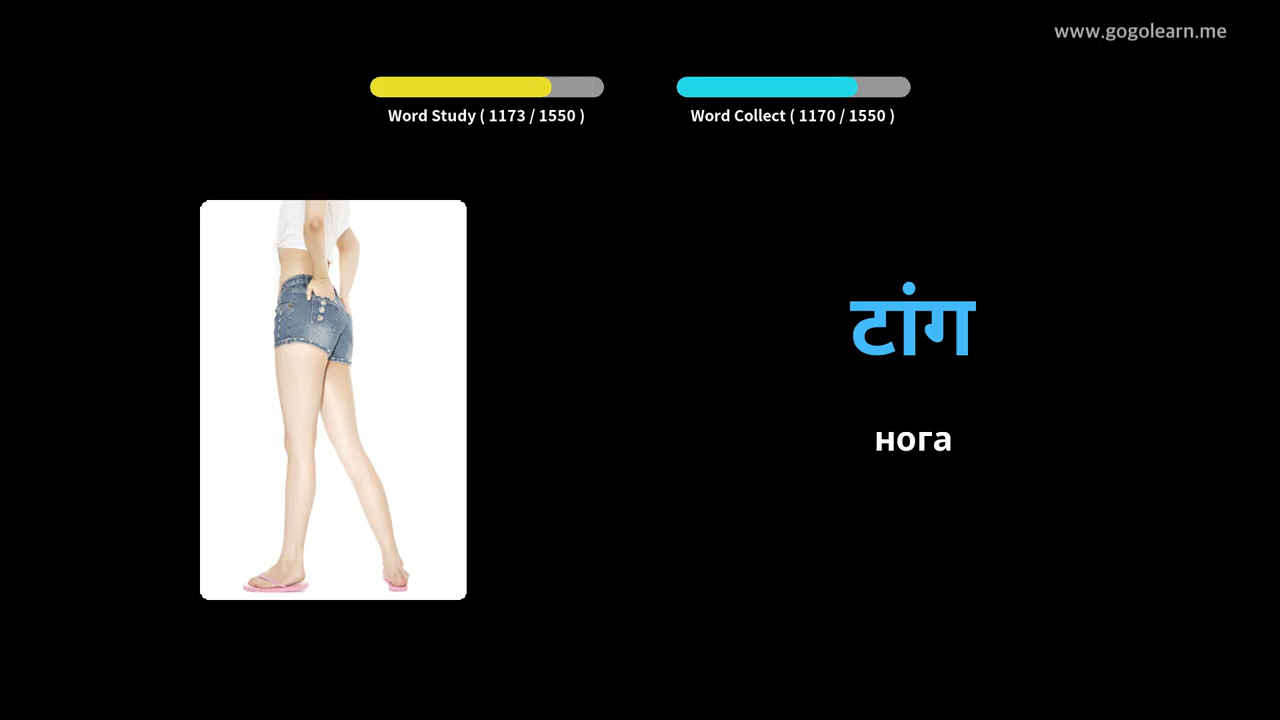 www.gogolearn.me
Word Study ( 1173 / 1550 )
Word Collect ( 1170 / 1550 )
टांग
нога